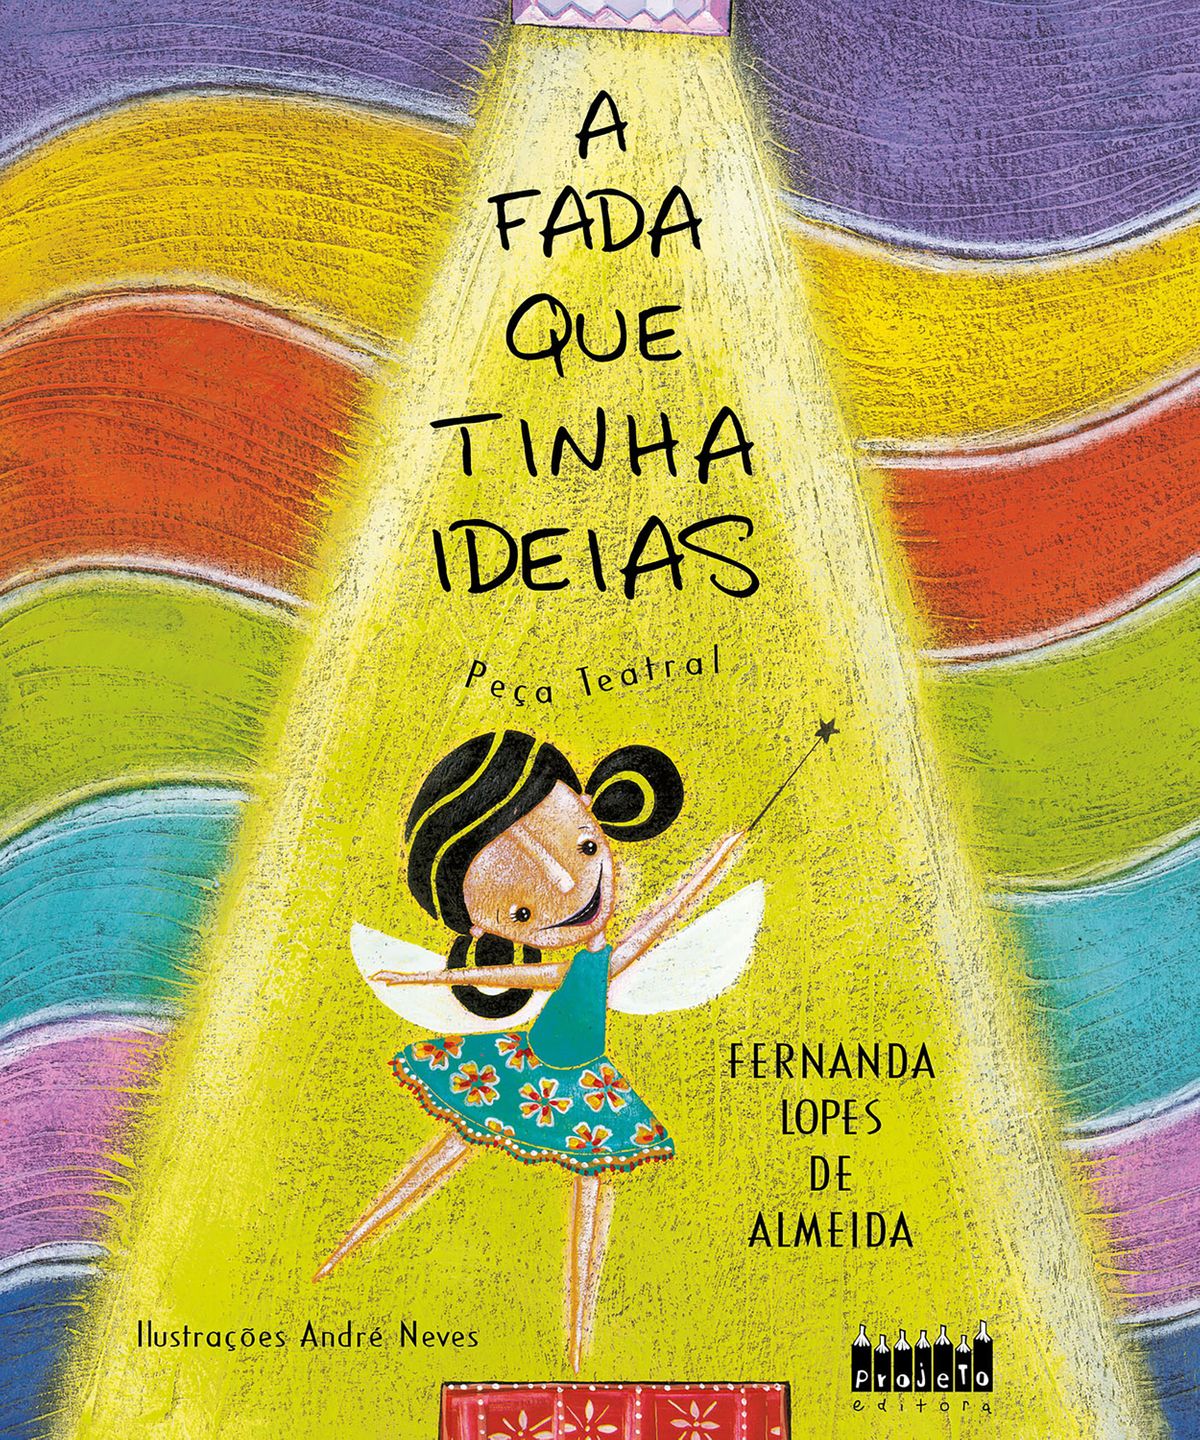 A
FADA
QUE
TINHA
IDEIAS
Peça Teatral
FERNANDA
LOPES
DE
ALMEIDA
Ilustrações André Neves
Projeto
editora